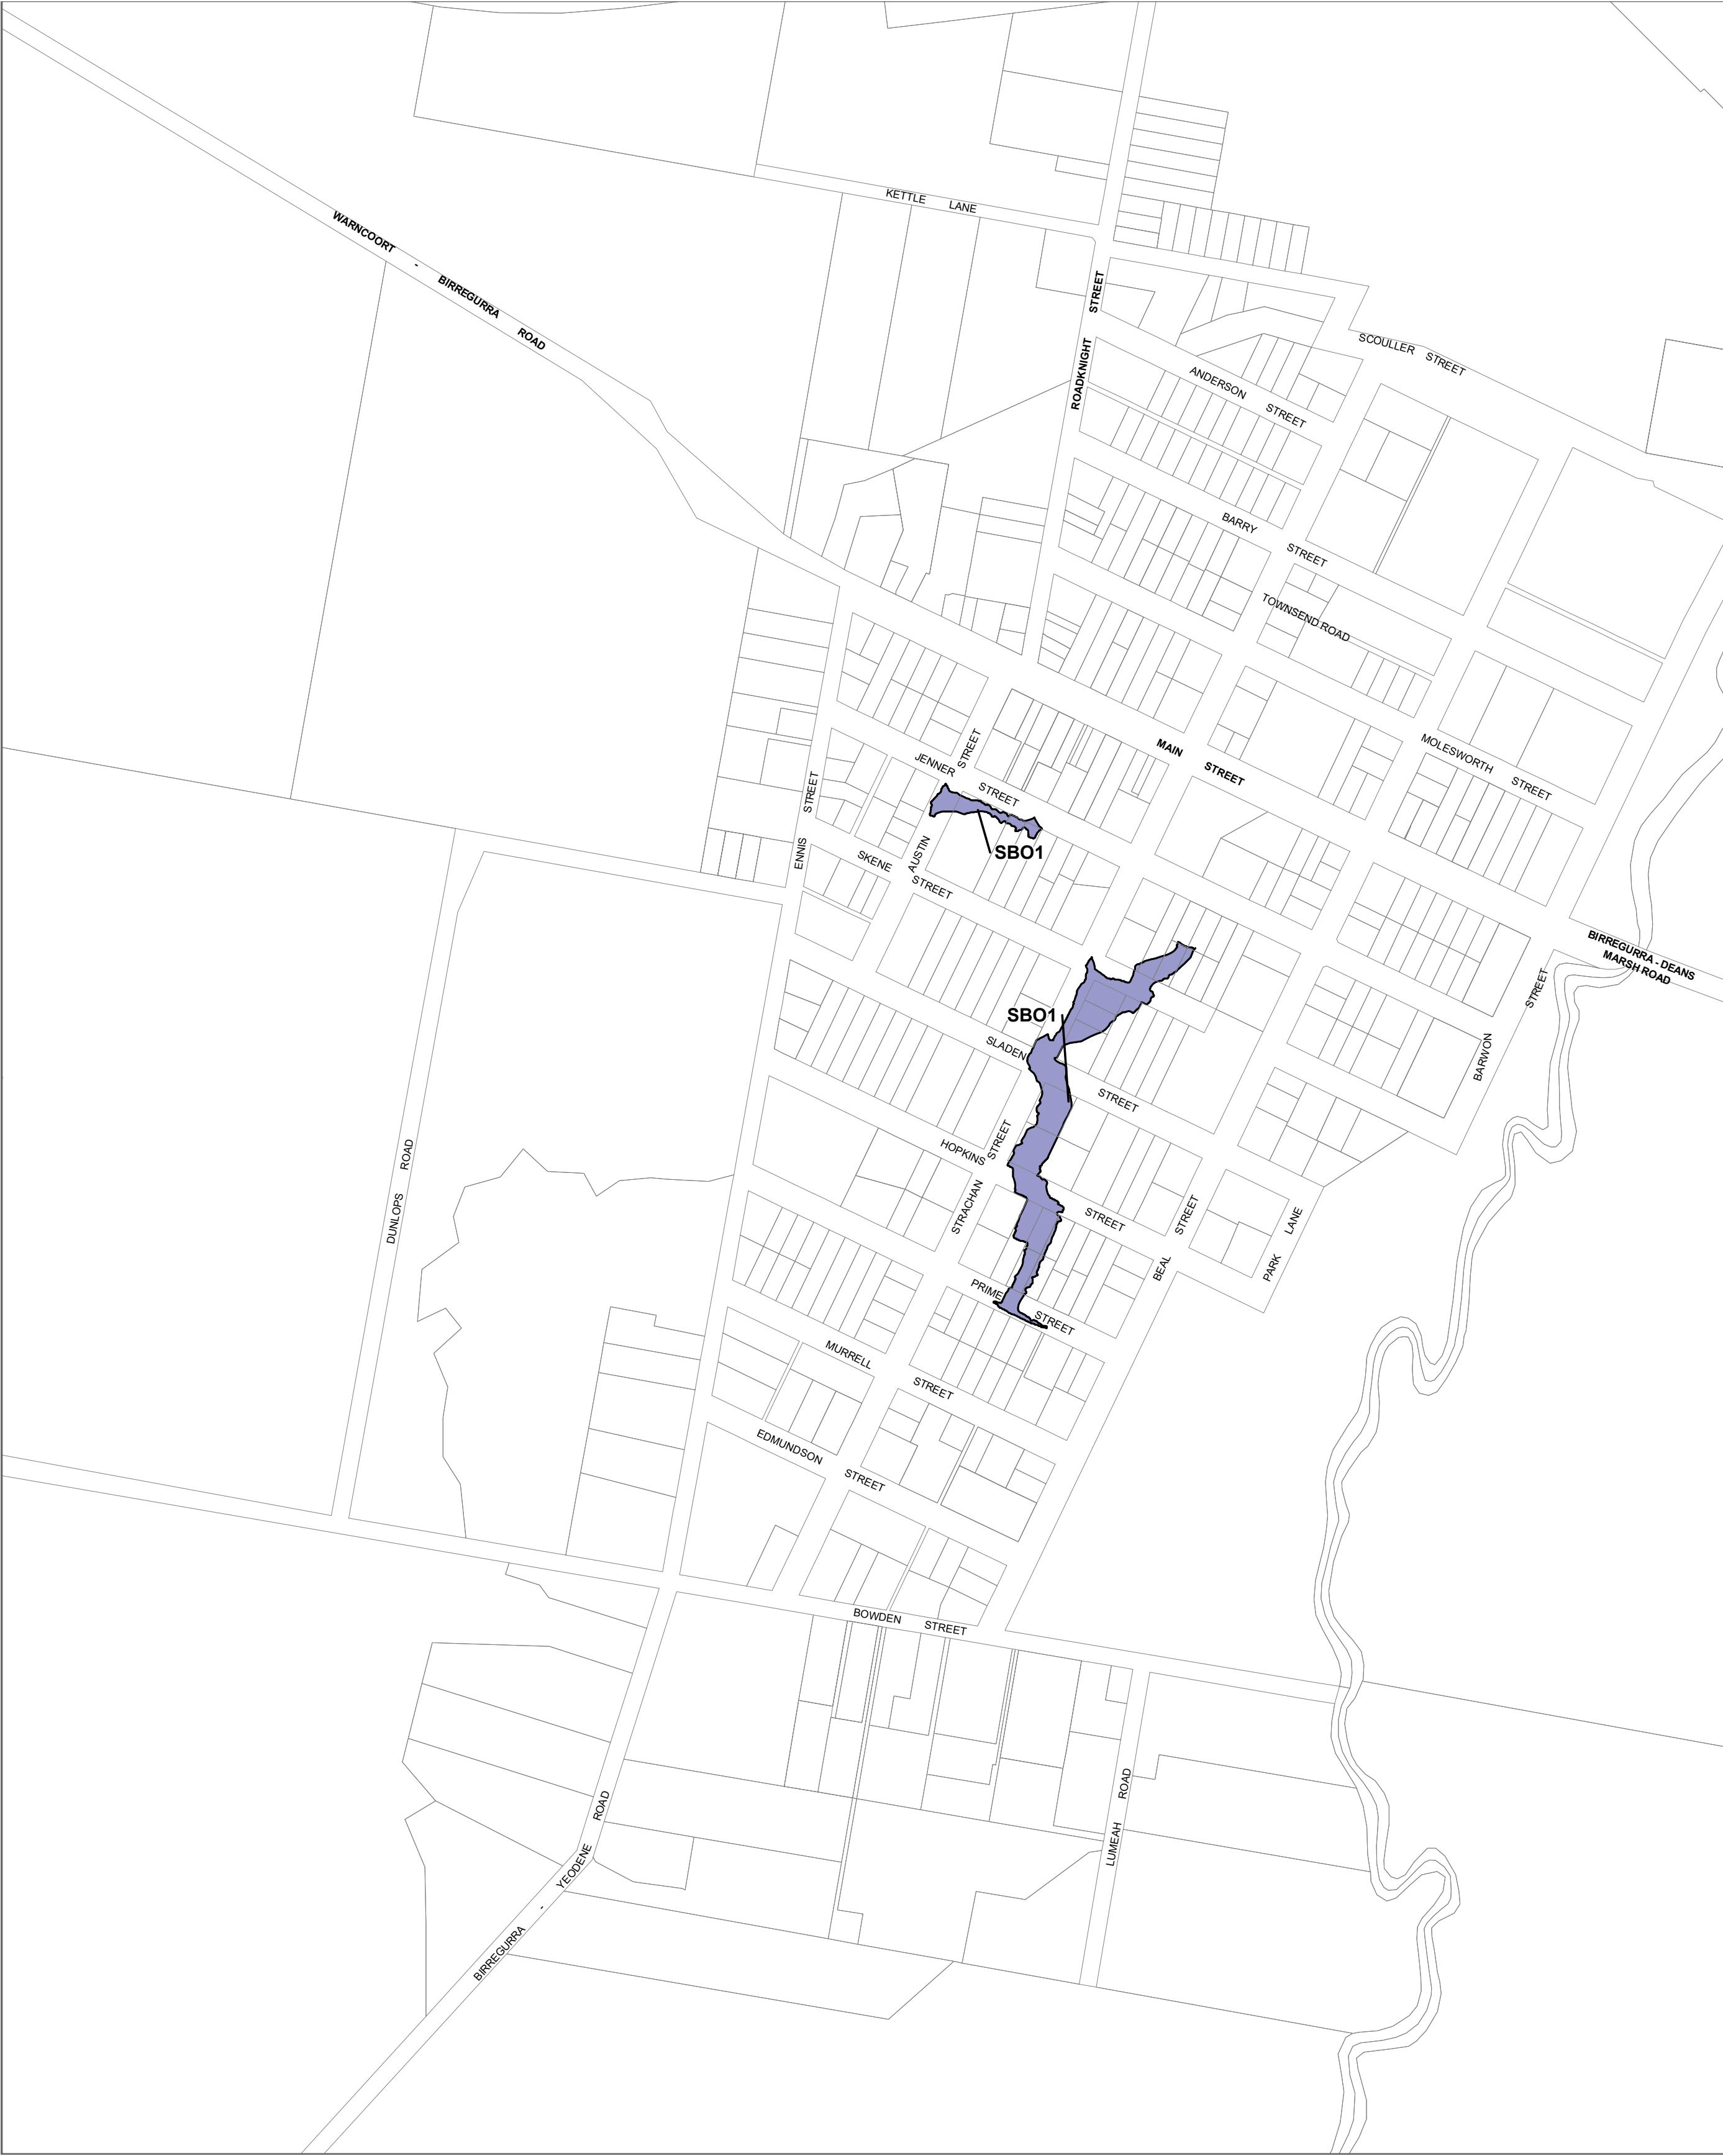 KETTLE LANE
WARNCOORT - BIRREGURRA ROAD
STREET
ROADKNIGHT
SCOULLER STREET
ANDERSON STREET
BARRY STREET
TOWNSEND ROAD
MAIN STREET
MOLESWORTH STREET
JENNER STREET
STREET
AUSTIN
STREET
ENNIS
SBO1
SKENE STREET
BIRREGURRA - DEANS
MARSH ROAD
STREET
BARWON
SBO1
SLADEN STREET
HOPKINS STREET
STREET
STRACHAN
STREET
BEAL
LANE
PARK
ROAD
DUNLOPS
PRIME STREET
MURRELL STREET
EDMUNDSON STREET
BOWDEN STREET
ROAD
LUMEAH
ROAD
YEODENE
-
BIRREGURRA